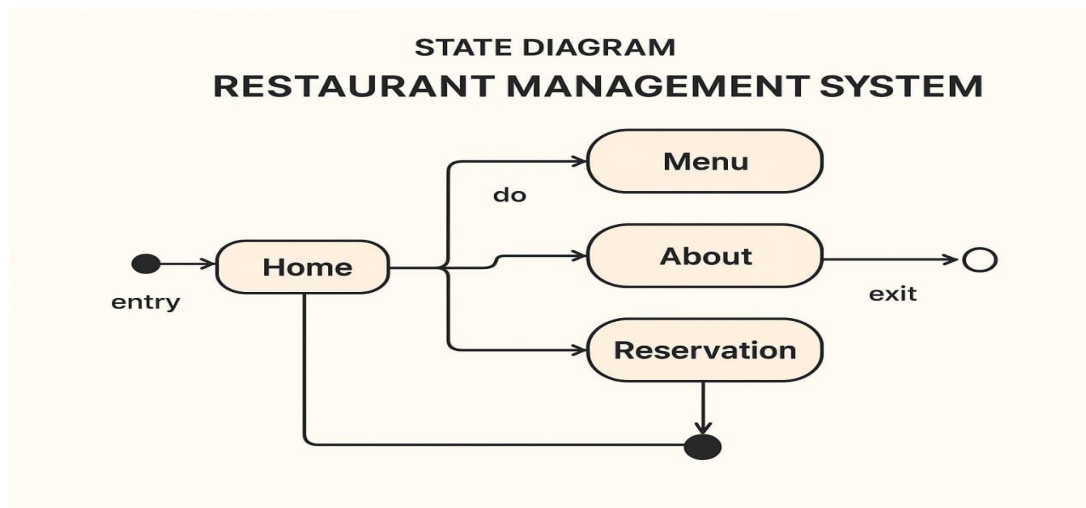 STATE DIAGRAM
RESTAURANT MANAGEMENT SYSTEM
Menu
do
Home
About
entry
exit
Reservation